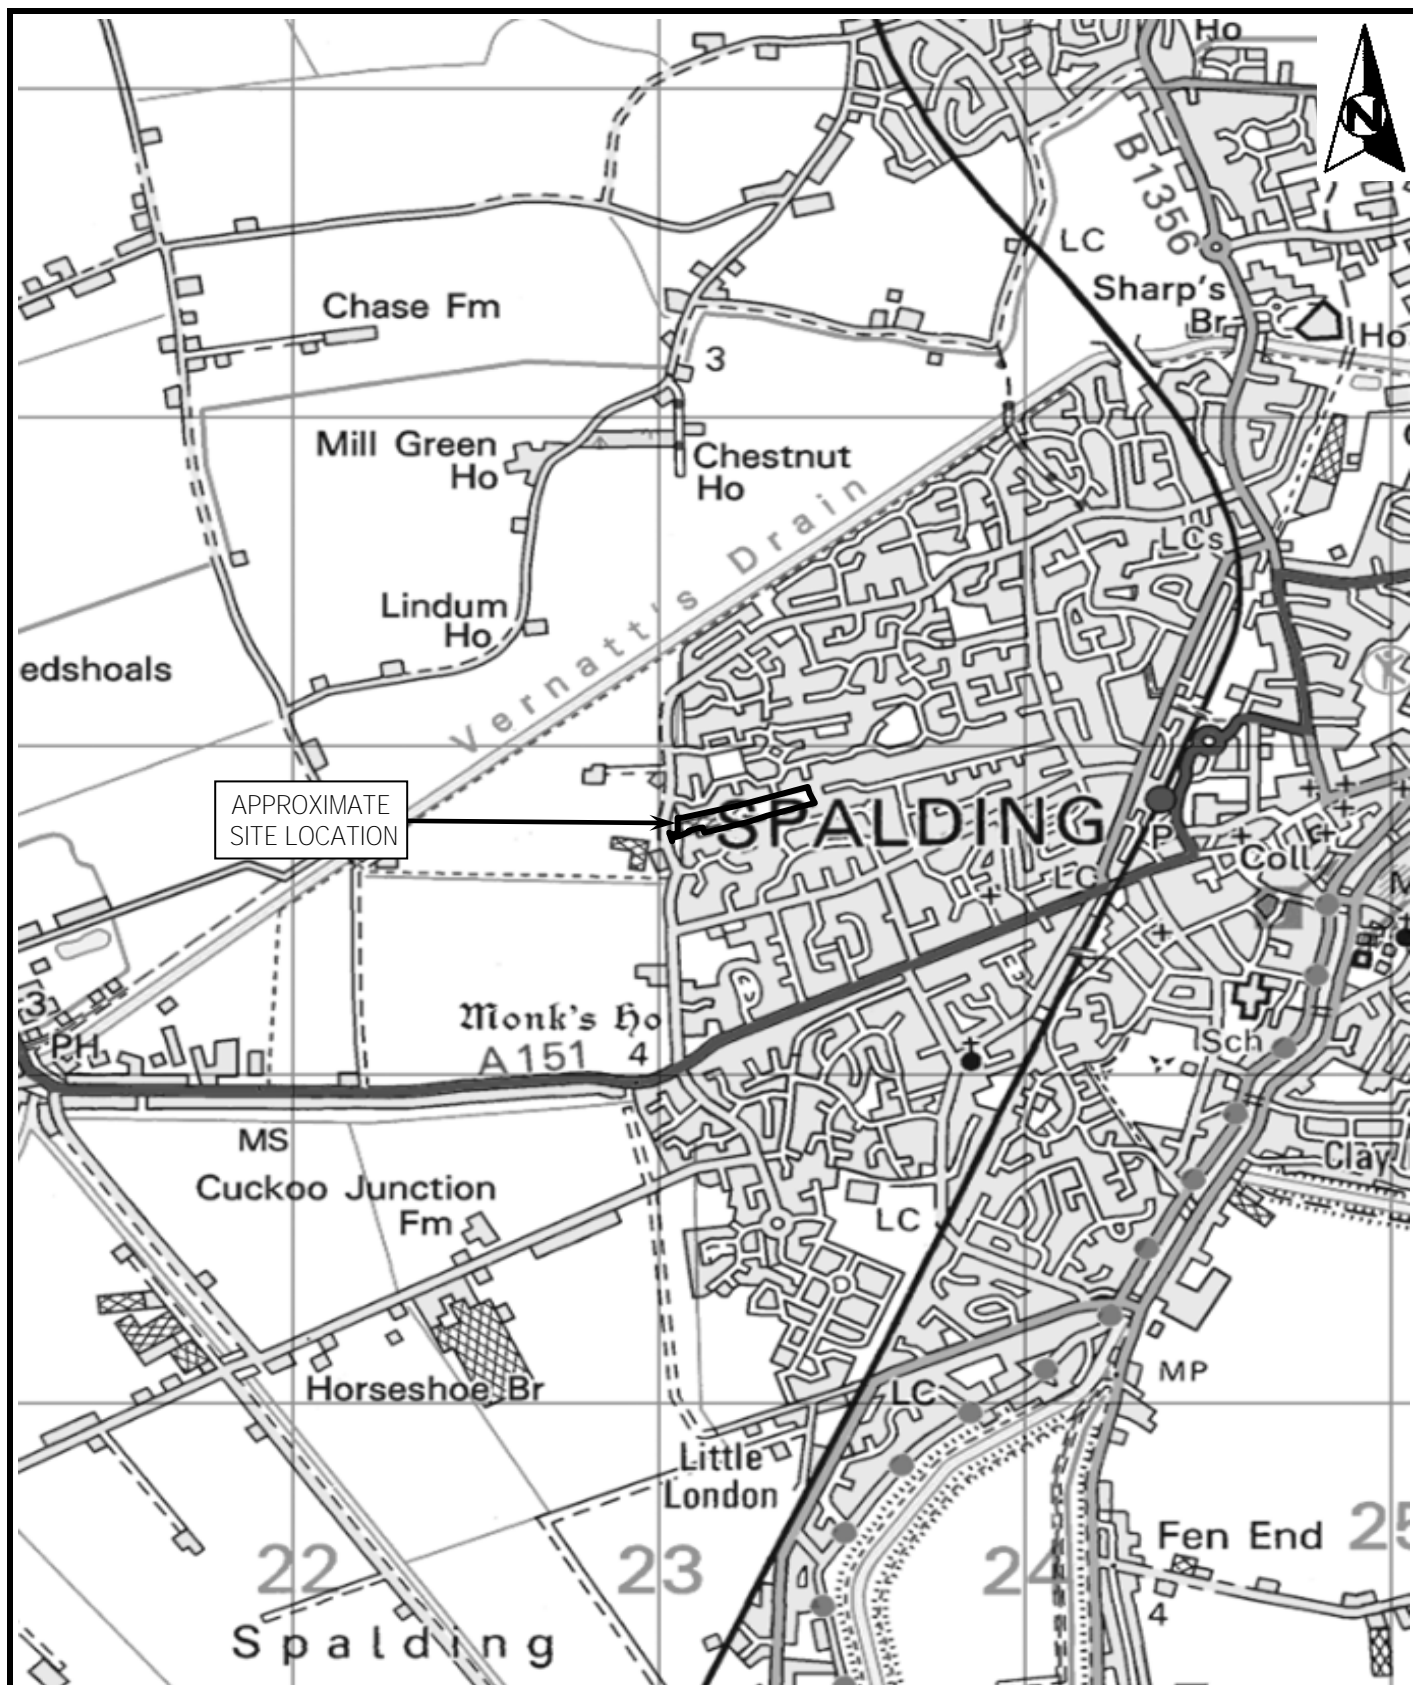 Ho
N
B1356
LC
Sharp's
Br
Ho
Chase Fm
3
Mill Green
Ho
Chestnut
Ho
Vernatt's Drain
LCs
Lindum
Ho
edshoals
APPROXIMATE
SITE LOCATION
SPALDING
P
LC
Coll
M
3
PH
Monk's Ho
A 151
4
Sch
MS
Clay
Cuckoo Junction
Fm
LC
Horseshoe Br
LC
MP
Little
London
22
23
24
25
Fen End
4
Spalding